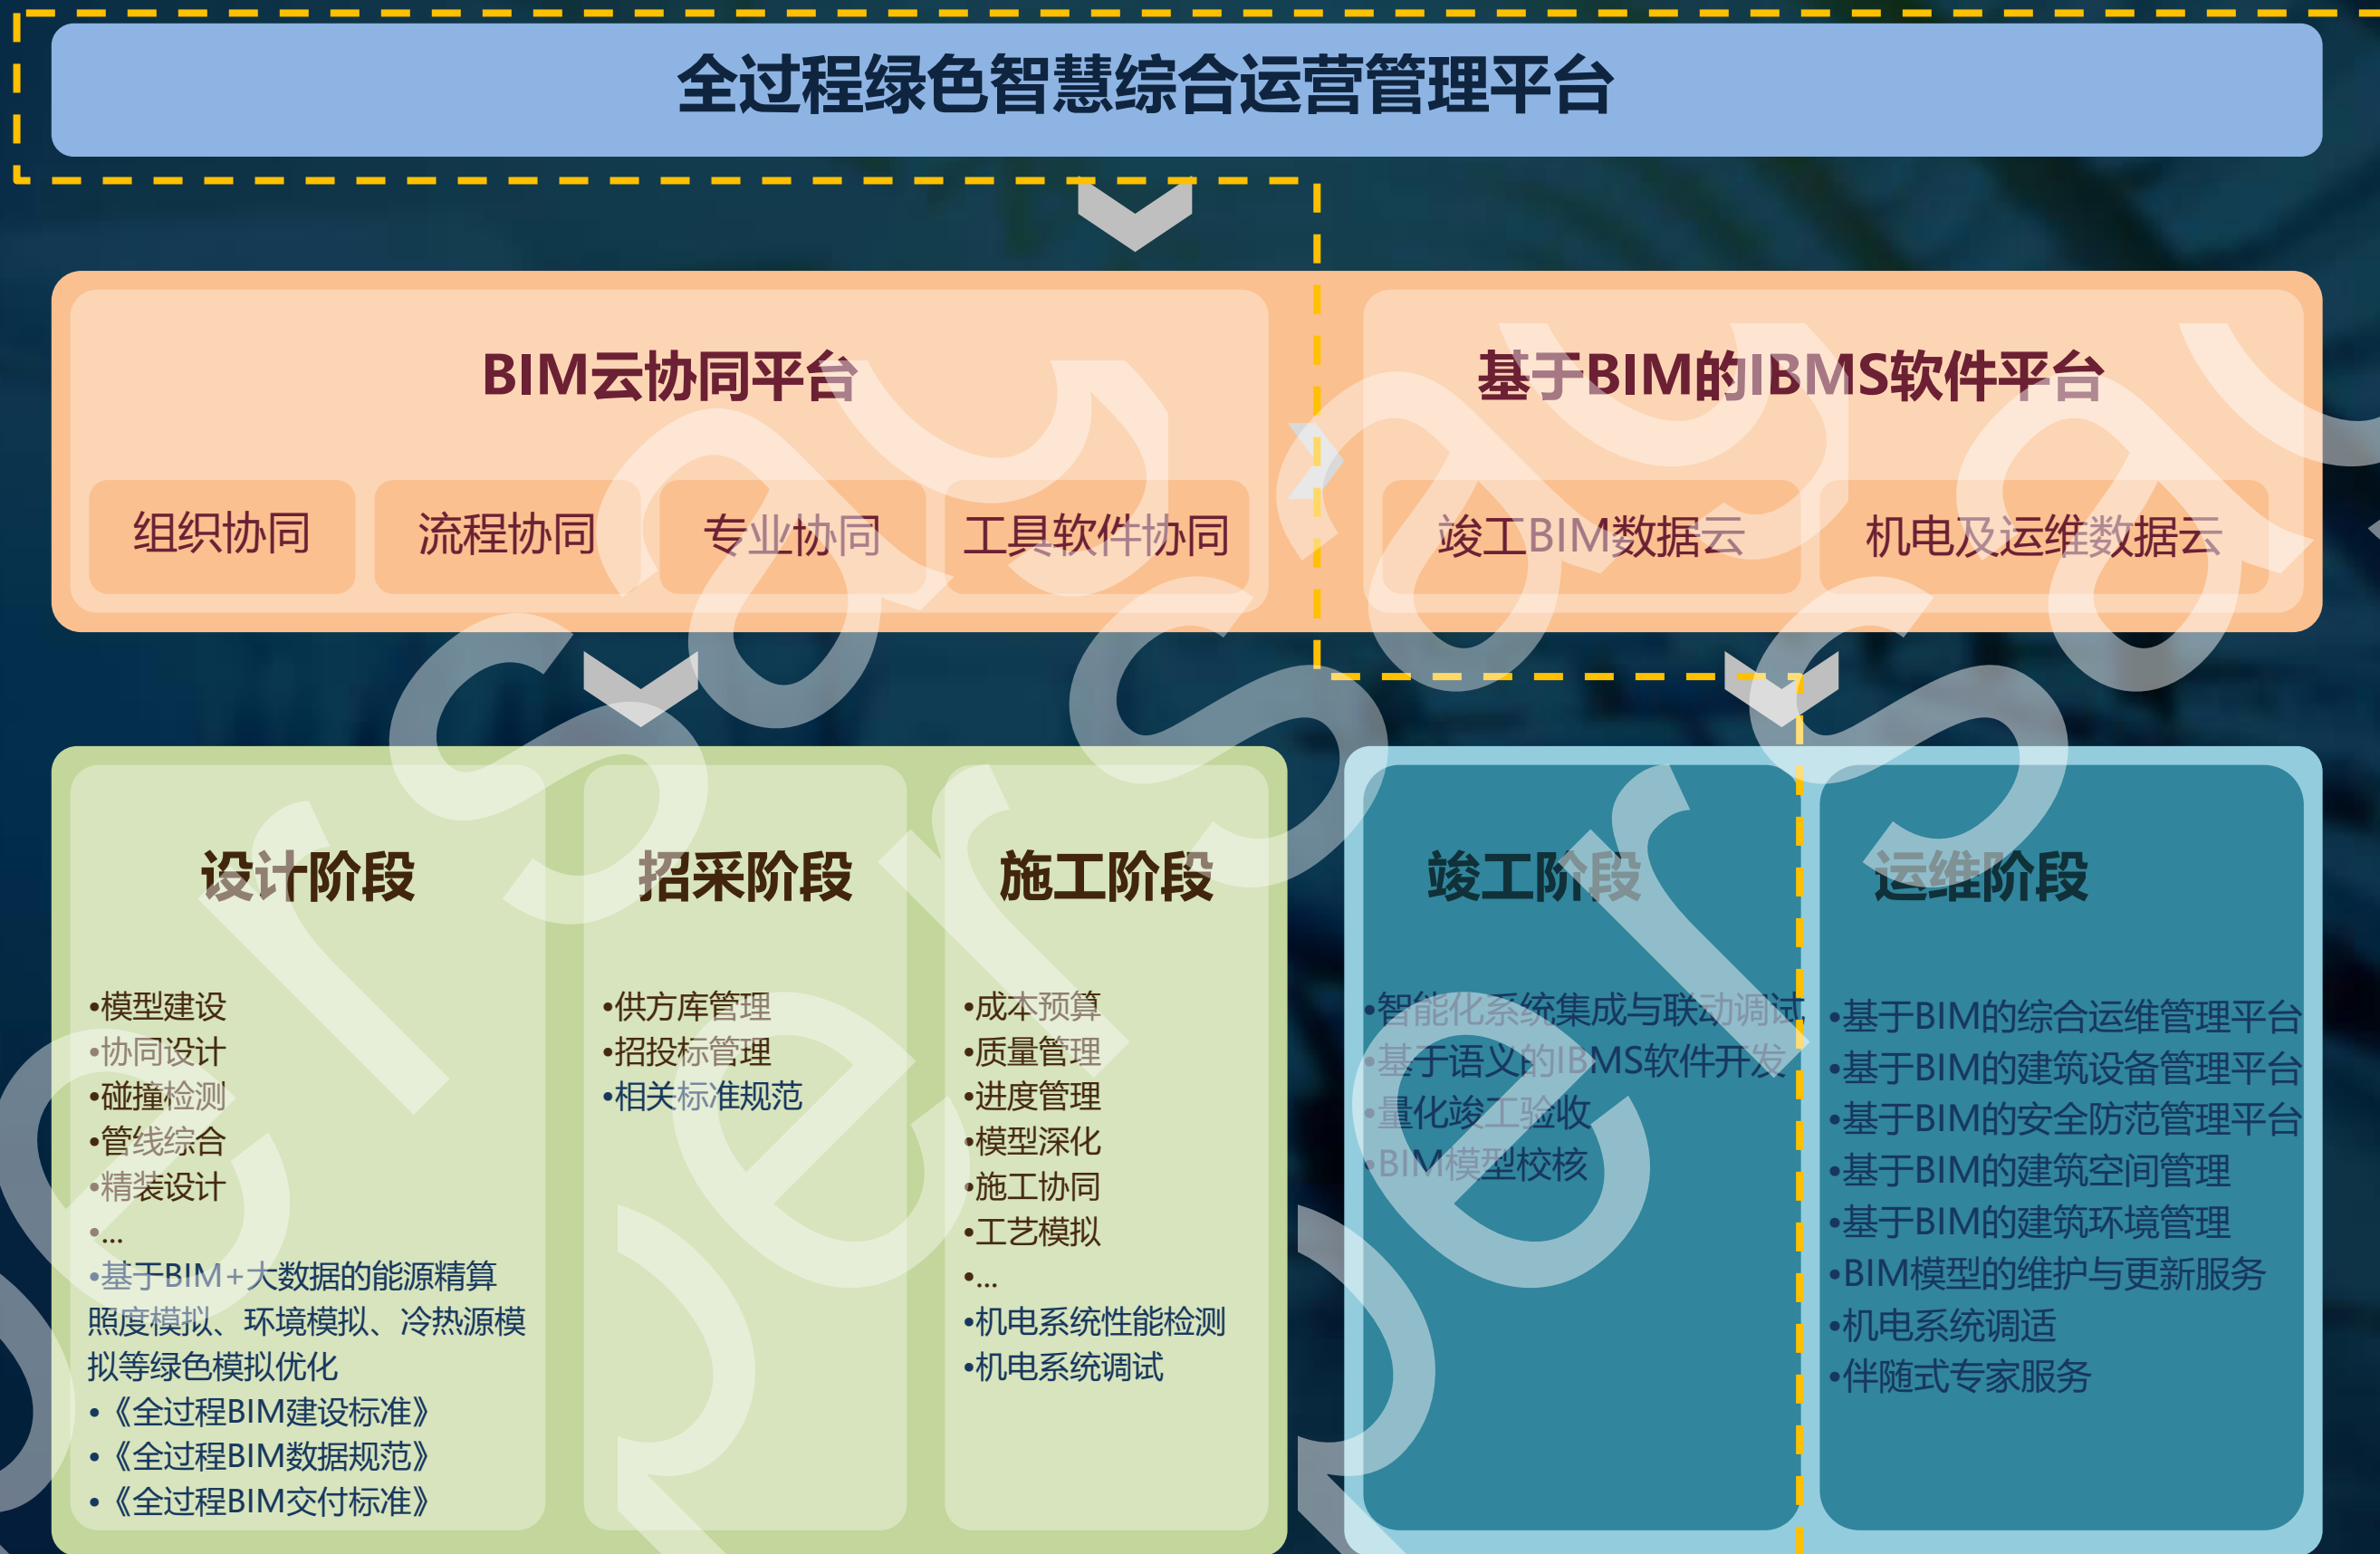 全过程绿色智慧综合运营管理平台
BIM云协同平台
组织协同
流程协同
专业协同
工具软件协同
基于BIM的IBMS软件平台
竣工BIM数据云
机电及运维数据云
设计阶段
•模型建设
•协同设计
•碰撞检测
•管线综合
•精装设计
•...
•基于BIM+大数据的能源精算
照度模拟、环境模拟、冷热源模
拟等绿色模拟优化
•《全过程BIM建设标准》
•《全过程BIM数据规范》
•《全过程BIM交付标准》
招采阶段
•供方库管理
•招投标管理
•相关标准规范
施工阶段
•成本预算
•质量管理
•进度管理
•模型深化
•施工协同
•工艺模拟
•...
•机电系统性能检测
•机电系统调试
竣工阶段
•智能化系统集成与联动调试
•基于语义的IBMS软件开发
•量化竣工验收
•BIM模型校核
运维阶段
•基于BIM的综合运维管理平台
•基于BIM的建筑设备管理平台
•基于BIM的安全防范管理平台
•基于BIM的建筑空间管理
•基于BIM的建筑环境管理
•BIM模型的维护与更新服务
•机电系统调适
•伴随式专家服务